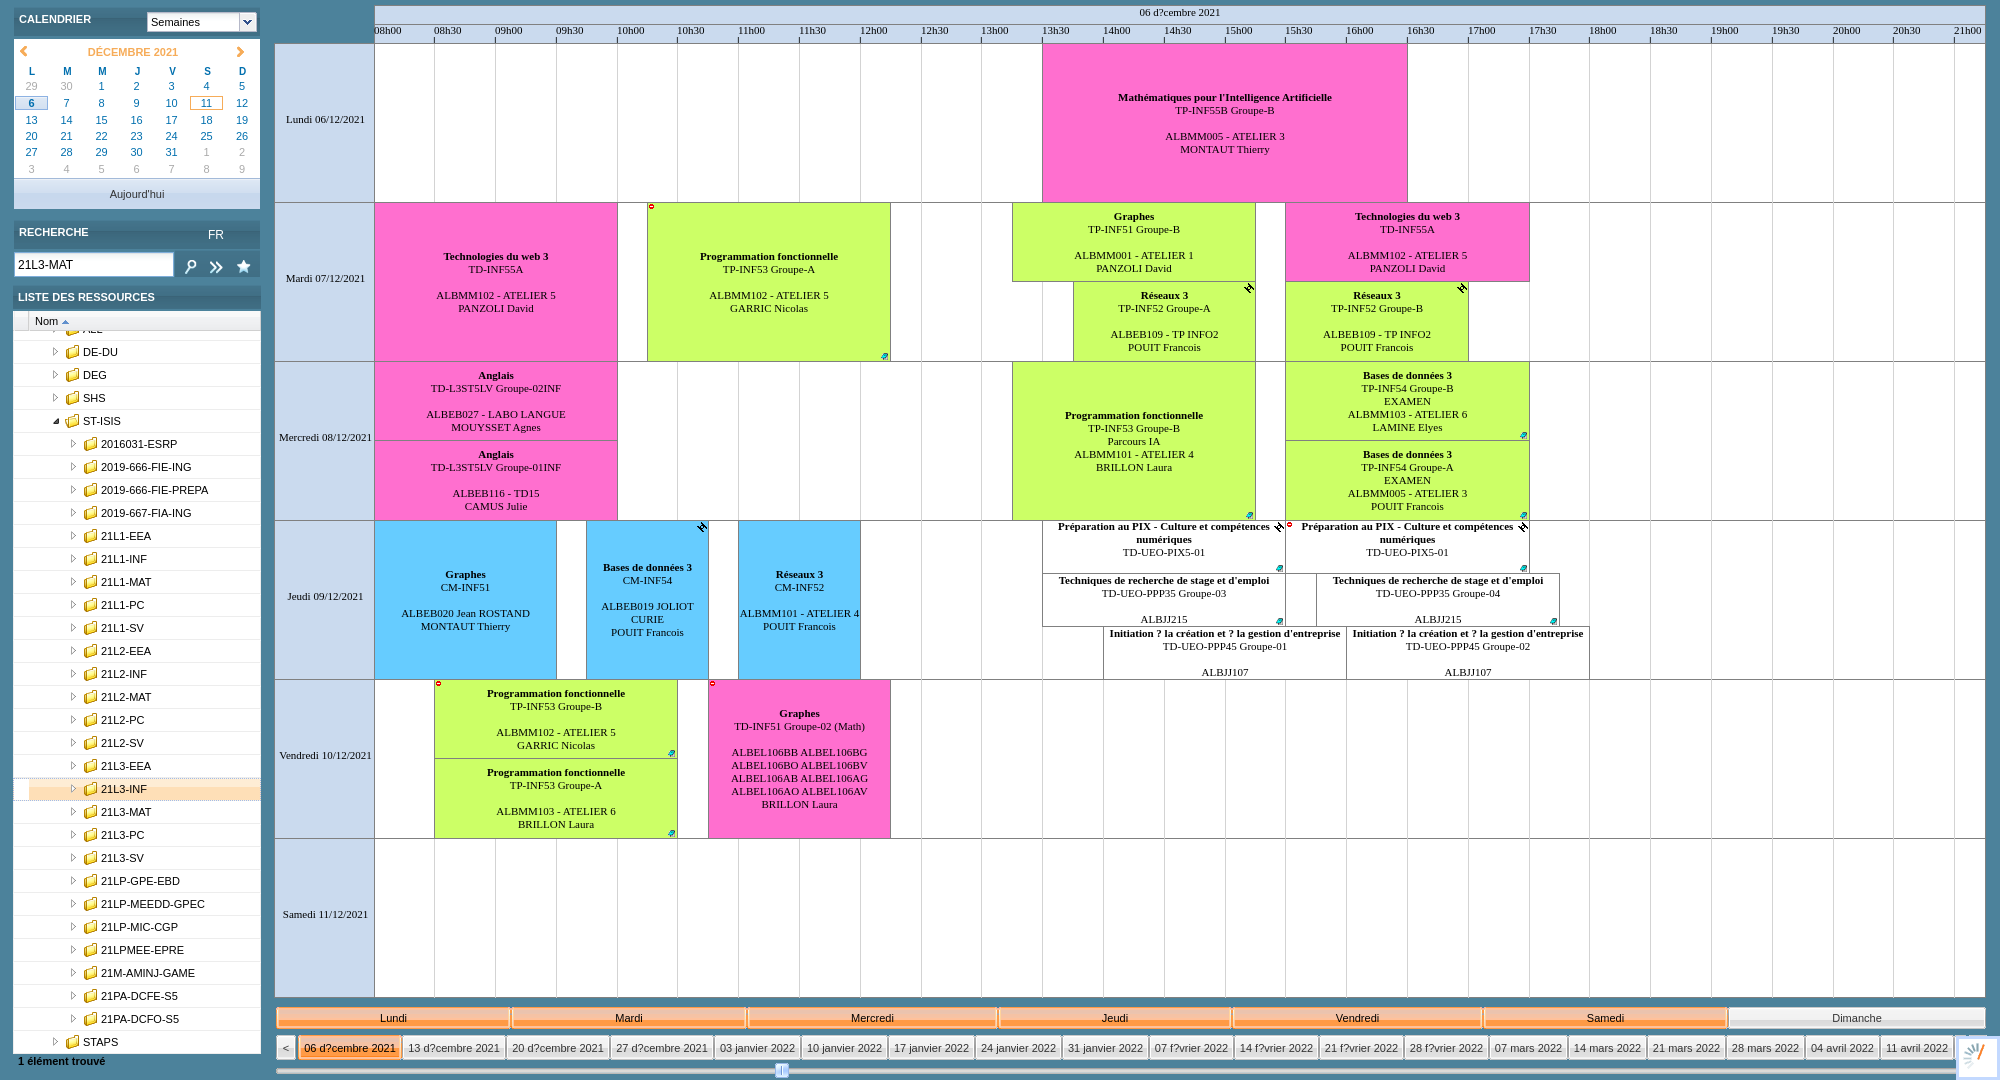 CALENDRIER
Semaines
DÉCEMBRE 2021
L M M J V S D
29 30 1 2 3 4 5
6 7 8 9 10 11 12
13 14 15 16 17 18 19
20 21 22 23 24 25 26
27 28 29 30 31 1 2
3 4 5 6 7 8 9
Aujourd'hui
RECHERCHE FR
21L3-MAT
LISTE DES RESSOURCES
Nom
ALL
DE-DU
DEG
SHS
ST-ISIS
2016031-ESRP
2019-666-FIE-ING
2019-666-FIE-PREPA
2019-667-FIA-ING
21L1-EEA
21L1-INF
21L1-MAT
21L1-PC
21L1-SV
21L2-EEA
21L2-INF
21L2-MAT
21L2-PC
21L2-SV
21L3-EEA
21L3-INF
21L3-MAT
21L3-PC
21L3-SV
21LP-GPE-EBD
21LP-MEEDD-GPEC
21LP-MIC-CGP
21LPMEE-EPRE
21M-AMINJ-GAME
21PA-DCFE-S5
21PA-DCFO-S5
STAPS
1 élément trouvé
06 d?cembre 2021
08h00 08h30 09h00 09h30 10h00 10h30 11h00 11h30 12h00 12h30 13h00 13h30 14h00 14h30 15h00 15h30 16h00 16h30 17h00 17h30 18h00 18h30 19h00 19h30 20h00 20h30 21h00
Lundi 06/12/2021
Mathématiques pour l'Intelligence Artificielle
TP-INF55B Groupe-B
ALBMM005 - ATELIER 3
MONTAUT Thierry
Mardi 07/12/2021
Technologies du web 3
TD-INF55A
ALBMM102 - ATELIER 5
PANZOLI David
Programmation fonctionnelle
TP-INF53 Groupe-A
ALBMM102 - ATELIER 5
GARRIC Nicolas
Graphes
TP-INF51 Groupe-B
ALBMM001 - ATELIER 1
PANZOLI David
Technologies du web 3
TD-INF55A
ALBMM102 - ATELIER 5
PANZOLI David
Réseaux 3
TP-INF52 Groupe-A
ALBEB109 - TP INFO2
POUIT Francois
Réseaux 3
TP-INF52 Groupe-B
ALBEB109 - TP INFO2
POUIT Francois
Mercredi 08/12/2021
Anglais
TD-L3ST5LV Groupe-02INF
ALBEB027 - LABO LANGUE
MOUYSSET Agnes
Anglais
TD-L3ST5LV Groupe-01INF
ALBEB116 - TD15
CAMUS Julie
Programmation fonctionnelle
TP-INF53 Groupe-B
Parcours IA
ALBMM101 - ATELIER 4
BRILLON Laura
Bases de données 3
TP-INF54 Groupe-B
EXAMEN
ALBMM103 - ATELIER 6
LAMINE Elyes
Bases de données 3
TP-INF54 Groupe-A
EXAMEN
ALBMM005 - ATELIER 3
POUIT Francois
Jeudi 09/12/2021
Graphes
CM-INF51
ALBEB020 Jean ROSTAND
MONTAUT Thierry
Bases de données 3
CM-INF54
ALBEB019 JOLIOT
CURIE
POUIT Francois
Réseaux 3
CM-INF52
ALBMM101 - ATELIER 4
POUIT Francois
Préparation au PIX - Culture et compétences
numériques
TD-UEO-PIX5-01
Préparation au PIX - Culture et compétences
numériques
TD-UEO-PIX5-01
Techniques de recherche de stage et d'emploi
TD-UEO-PPP35 Groupe-03
ALBJJ215
Techniques de recherche de stage et d'emploi
TD-UEO-PPP35 Groupe-04
ALBJJ215
Initiation ? la création et ? la gestion d'entreprise
TD-UEO-PPP45 Groupe-01
ALBJJ107
Initiation ? la création et ? la gestion d'entreprise
TD-UEO-PPP45 Groupe-02
ALBJJ107
Vendredi 10/12/2021
Programmation fonctionnelle
TP-INF53 Groupe-B
ALBMM102 - ATELIER 5
GARRIC Nicolas
Programmation fonctionnelle
TP-INF53 Groupe-A
ALBMM103 - ATELIER 6
BRILLON Laura
Graphes
TD-INF51 Groupe-02 (Math)
ALBEL106BB ALBEL106BG
ALBEL106BO ALBEL106BV
ALBEL106AB ALBEL106AG
ALBEL106AO ALBEL106AV
BRILLON Laura
Samedi 11/12/2021
Lundi Mardi Mercredi Jeudi Vendredi Samedi Dimanche
< 06 d?cembre 2021 13 d?cembre 2021 20 d?cembre 2021 27 d?cembre 2021 03 janvier 2022 10 janvier 2022 17 janvier 2022 24 janvier 2022 31 janvier 2022 07 f?vrier 2022 14 f?vrier 2022 21 f?vrier 2022 28 f?vrier 2022 07 mars 2022 14 mars 2022 21 mars 2022 28 mars 2022 04 avril 2022 11 avril 2022